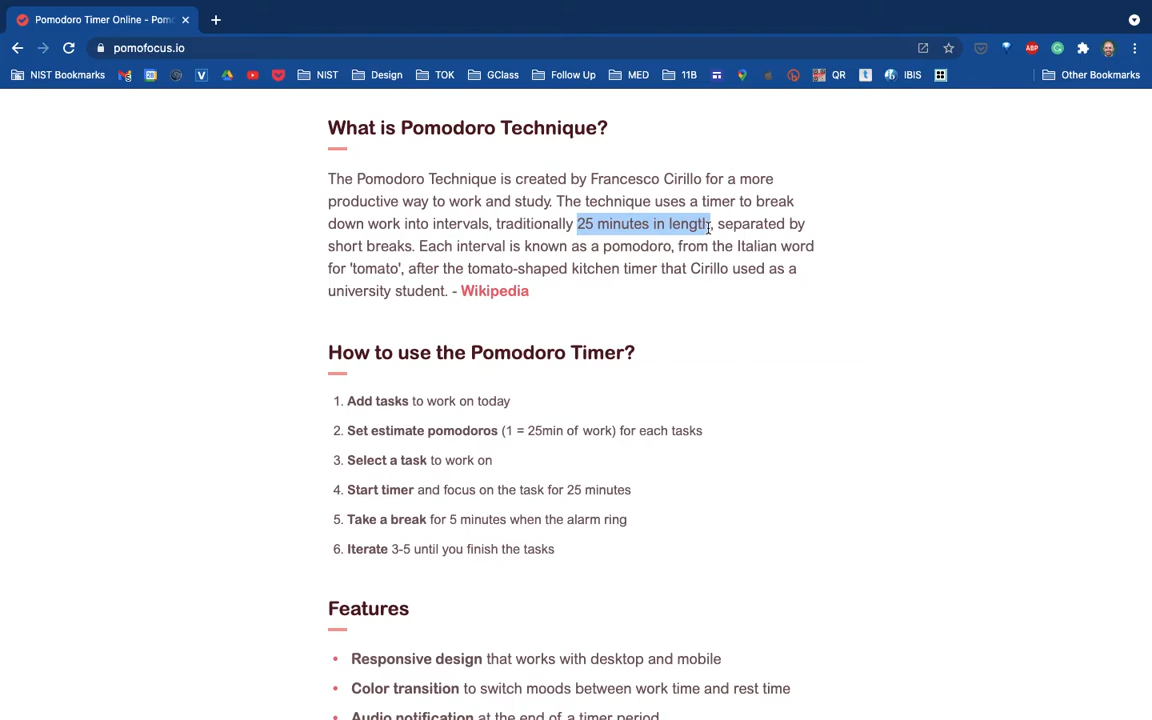 Pomodoro Timer Online - Pomo
pomofocus.io
ABP
NIST Bookmarks
NIST
Design
TOK
GClass
Follow Up
MED
11B
QR
IBIS
Other Bookmarks
What is Pomodoro Technique?
The Pomodoro Technique is created by Francesco Cirillo for a more
productive way to work and study. The technique uses a timer to break
down work into intervals, traditionally 25 minutes in length, separated by
short breaks. Each interval is known as a pomodoro, from the Italian word
for 'tomato', after the tomato-shaped kitchen timer that Cirillo used as a
university student. - Wikipedia
How to use the Pomodoro Timer?
1. Add tasks to work on today
2. Set estimate pomodoros (1 = 25min of work) for each tasks
3. Select a task to work on
4. Start timer and focus on the task for 25 minutes
5. Take a break for 5 minutes when the alarm ring
6. Iterate 3-5 until you finish the tasks
Features
• Responsive design that works with desktop and mobile
• Color transition to switch moods between work time and rest time
• Audio notification at the end of a timer period